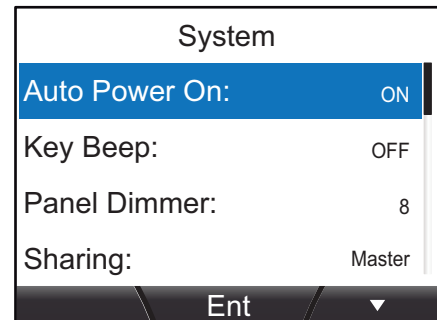 System
Auto Power On: ON
Key Beep: OFF
Panel Dimmer: 8
Sharing: Master
Ent ▼